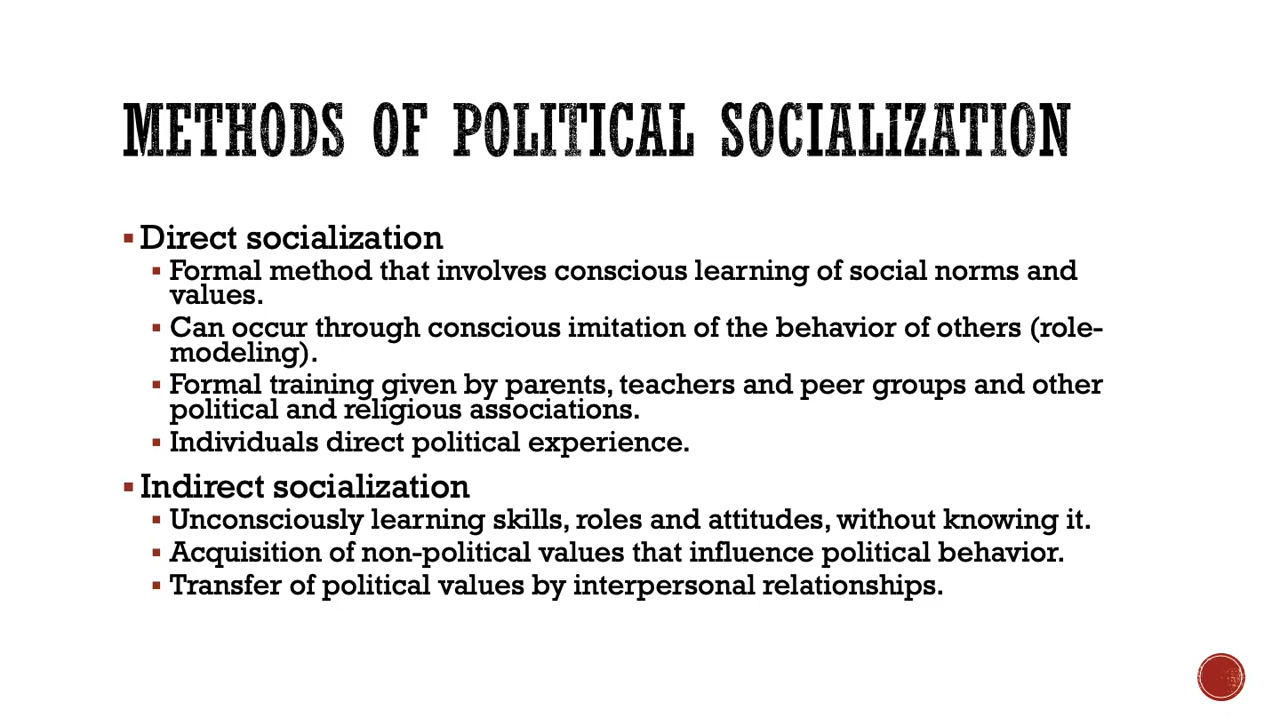 METHODS OF POLITICAL SOCIALIZATION
▪ Direct socialization
▪ Formal method that involves conscious learning of social norms and
values.
▪ Can occur through conscious imitation of the behavior of others (role-
modeling).
▪ Formal training given by parents, teachers and peer groups and other
political and religious associations.
▪ Individuals direct political experience.
▪ Indirect socialization
▪ Unconsciously learning skills, roles and attitudes, without knowing it.
▪ Acquisition of non-political values that influence political behavior.
▪ Transfer of political values by interpersonal relationships.